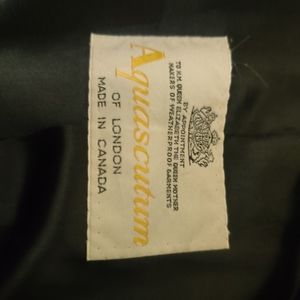 BY APPOINTMENT
TO H.M. QUEEN ELIZABETH THE QUEEN MOTHER
MAKERS OF WEATHERPROOF GARMENTS
Aquascutum
OF LONDON
MADE IN CANADA